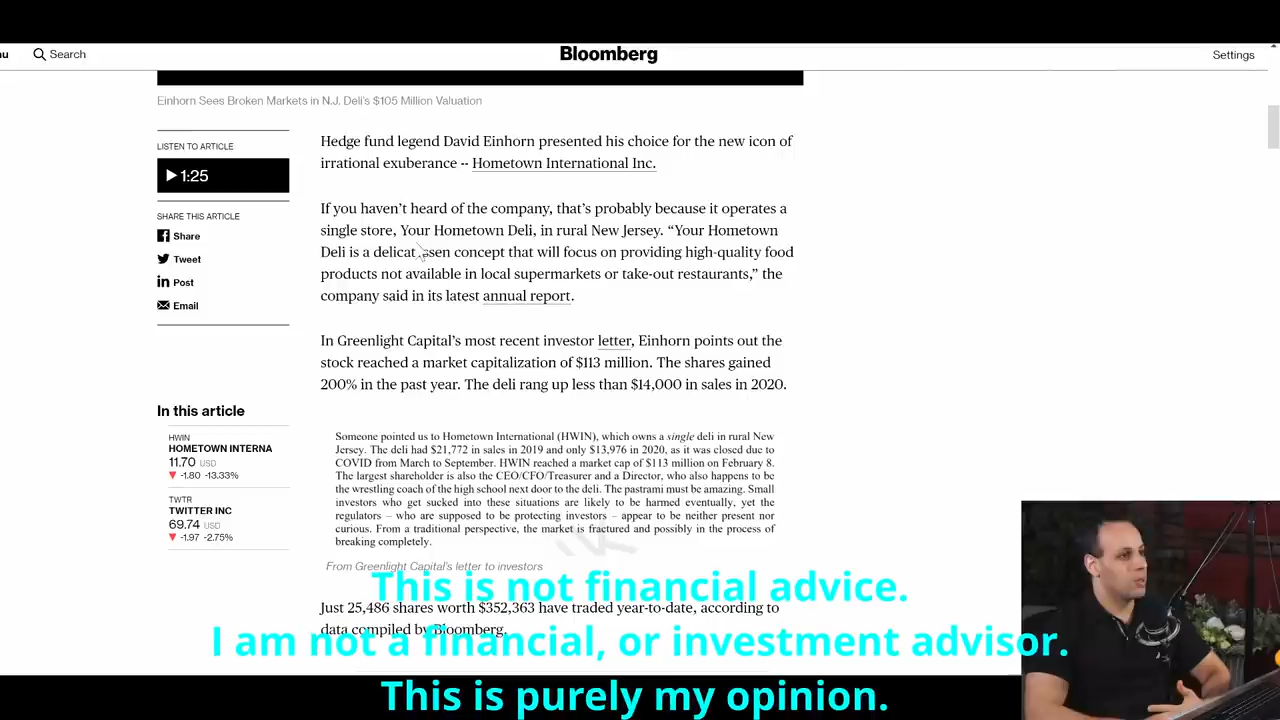 nu
Search
Bloomberg
Settings
Einhorn Sees Broken Markets in N.J. Deli's $105 Million Valuation
LISTEN TO ARTICLE
1:25
SHARE THIS ARTICLE
Share
Tweet
Post
Email
In this article
HWIN
HOMETOWN INTERNA
11.70 USD
-1.80 -13.33%
TWTR
TWITTER INC
69.74 USD
-1.97 -2.75%
Hedge fund legend David Einhorn presented his choice for the new icon of
irrational exuberance -- Hometown International Inc.
If you haven't heard of the company, that's probably because it operates a
single store, Your Hometown Deli, in rural New Jersey. “Your Hometown
Deli is a delicatessen concept that will focus on providing high-quality food
products not available in local supermarkets or take-out restaurants,” the
company said in its latest annual report.
In Greenlight Capital's most recent investor letter, Einhorn points out the
stock reached a market capitalization of $113 million. The shares gained
200% in the past year. The deli rang up less than $14,000 in sales in 2020.
Someone pointed us to Hometown International (HWIN), which owns a single deli in rural New
Jersey. The deli had $21,772 in sales in 2019 and only $13,976 in 2020, as it was closed due to
COVID from March to September. HWIN reached a market cap of $113 million on February 8.
The largest shareholder is also the CEO/CFO/Treasurer and a Director, who also happens to be
the wrestling coach of the high school next door to the deli. The pastrami must be amazing. Small
investors who get sucked into these situations are likely to be harmed eventually, yet the
regulators – who are supposed to be protecting investors – appear to be neither present nor
curious. From a traditional perspective, the market is fractured and possibly in the process of
breaking completely.
From Greenlight Capital's letter to investors
Just 25,486 shares worth $352,363 have traded year-to-date, according to
data compiled by Bloomberg.
This is not financial advice.
I am not a financial, or investment advisor.
This is purely my opinion.